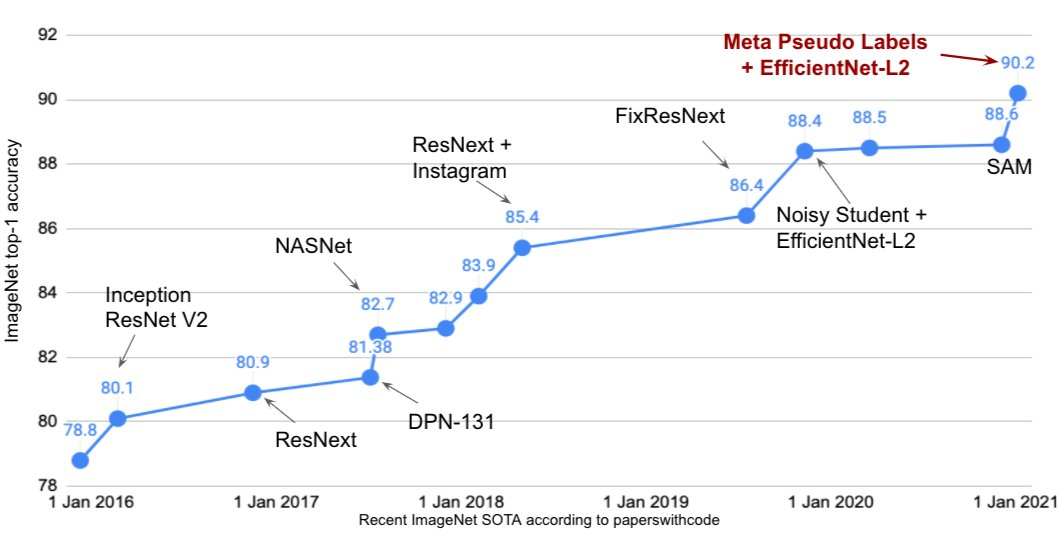 92
Meta Pseudo Labels
+ EfficientNet-L2
90.2
90
FixResNext
88.4
88.5
88.6
ResNext +
Instagram
88
SAM
86.4
Noisy Student +
EfficientNet-L2
85.4
86
NASNet
83.9
84
Inception
ResNet V2
82.7
82.9
81.38
82
80.9
80.1
80
78.8
ResNext
DPN-131
78
ImageNet top-1 accuracy
1 Jan 2016
1 Jan 2017
1 Jan 2018
1 Jan 2019
1 Jan 2020
1 Jan 2021
Recent ImageNet SOTA according to paperswithcode